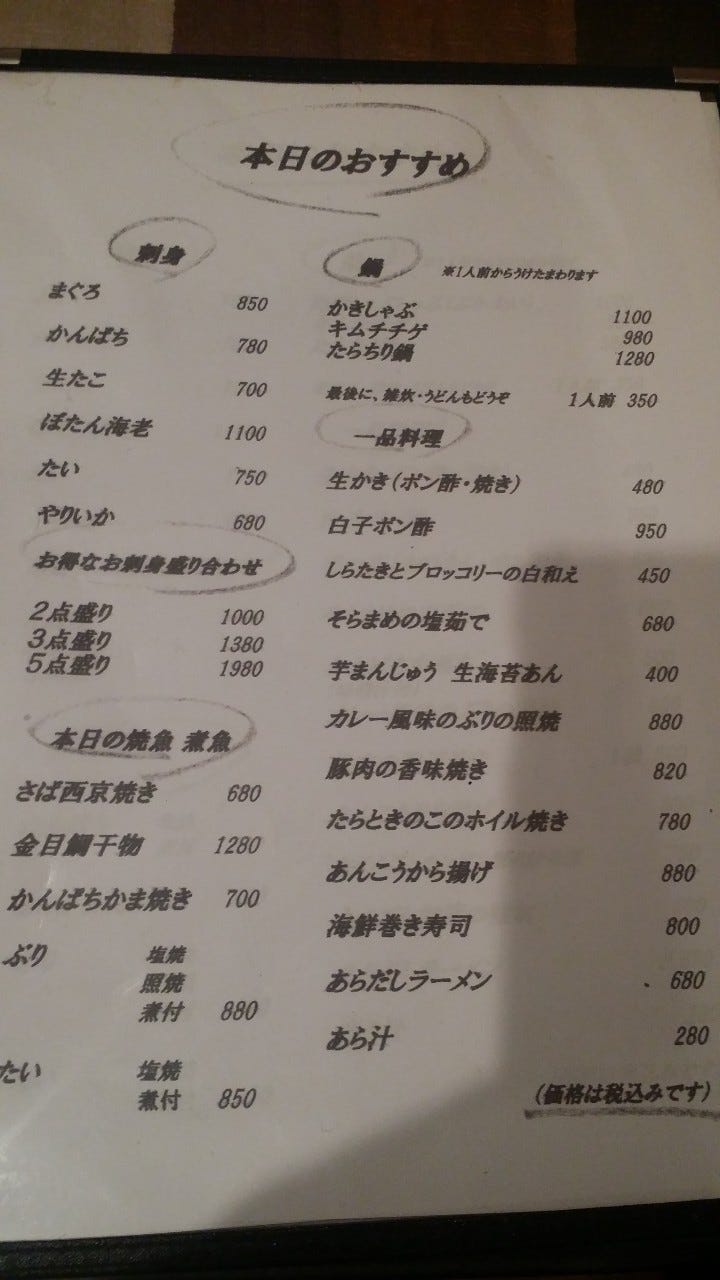 本日のおすすめ
刺身
まぐろ 850
かんぱち 780
生たこ 700
ぼたん海老 1100
たい 750
やりいか 680
お得なお刺身盛り合わせ
2点盛り 1000
3点盛り 1380
5点盛り 1980
本日の焼魚 煮魚
さば西京焼き 680
金目鯛干物 1280
かんぱちかま焼き 700
ぶり 塩焼
照焼
煮付 880
たい 塩焼
煮付 850
鍋 ※1人前からうけたまわります
かきしゃぶ 1100
キムチチゲ 980
たらちり鍋 1280
最後に、雑炊・うどんもどうぞ 1人前 350
一品料理
生かき(ポン酢・焼き) 480
白子ポン酢 950
しらたきとブロッコリーの白和え 450
そらまめの塩茹で 680
芋まんじゅう 生海苔あん 400
カレー風味のぶりの照焼 880
豚肉の香味焼き 820
たらときのこのホイル焼き 780
あんこうから揚げ 880
海鮮巻き寿司 800
あらだしラーメン 680
あら汁 280
(価格は税込みです)